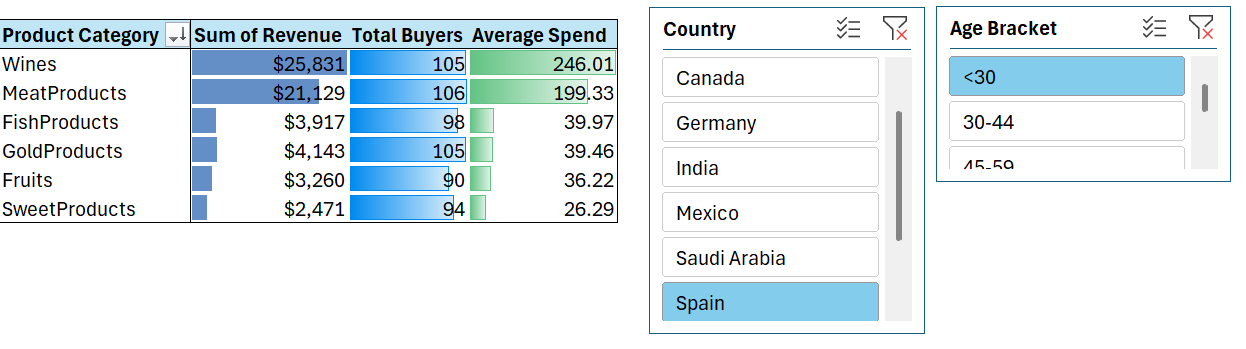 Product Category Sum of Revenue Total Buyers Average Spend
Wines $25,831 105 246.01
MeatProducts $21,129 106 199.33
FishProducts $3,917 98 39.97
GoldProducts $4,143 105 39.46
Fruits $3,260 90 36.22
SweetProducts $2,471 94 26.29
Country
Canada
Germany
India
Mexico
Saudi Arabia
Spain
Age Bracket
<30
30-44
45-59